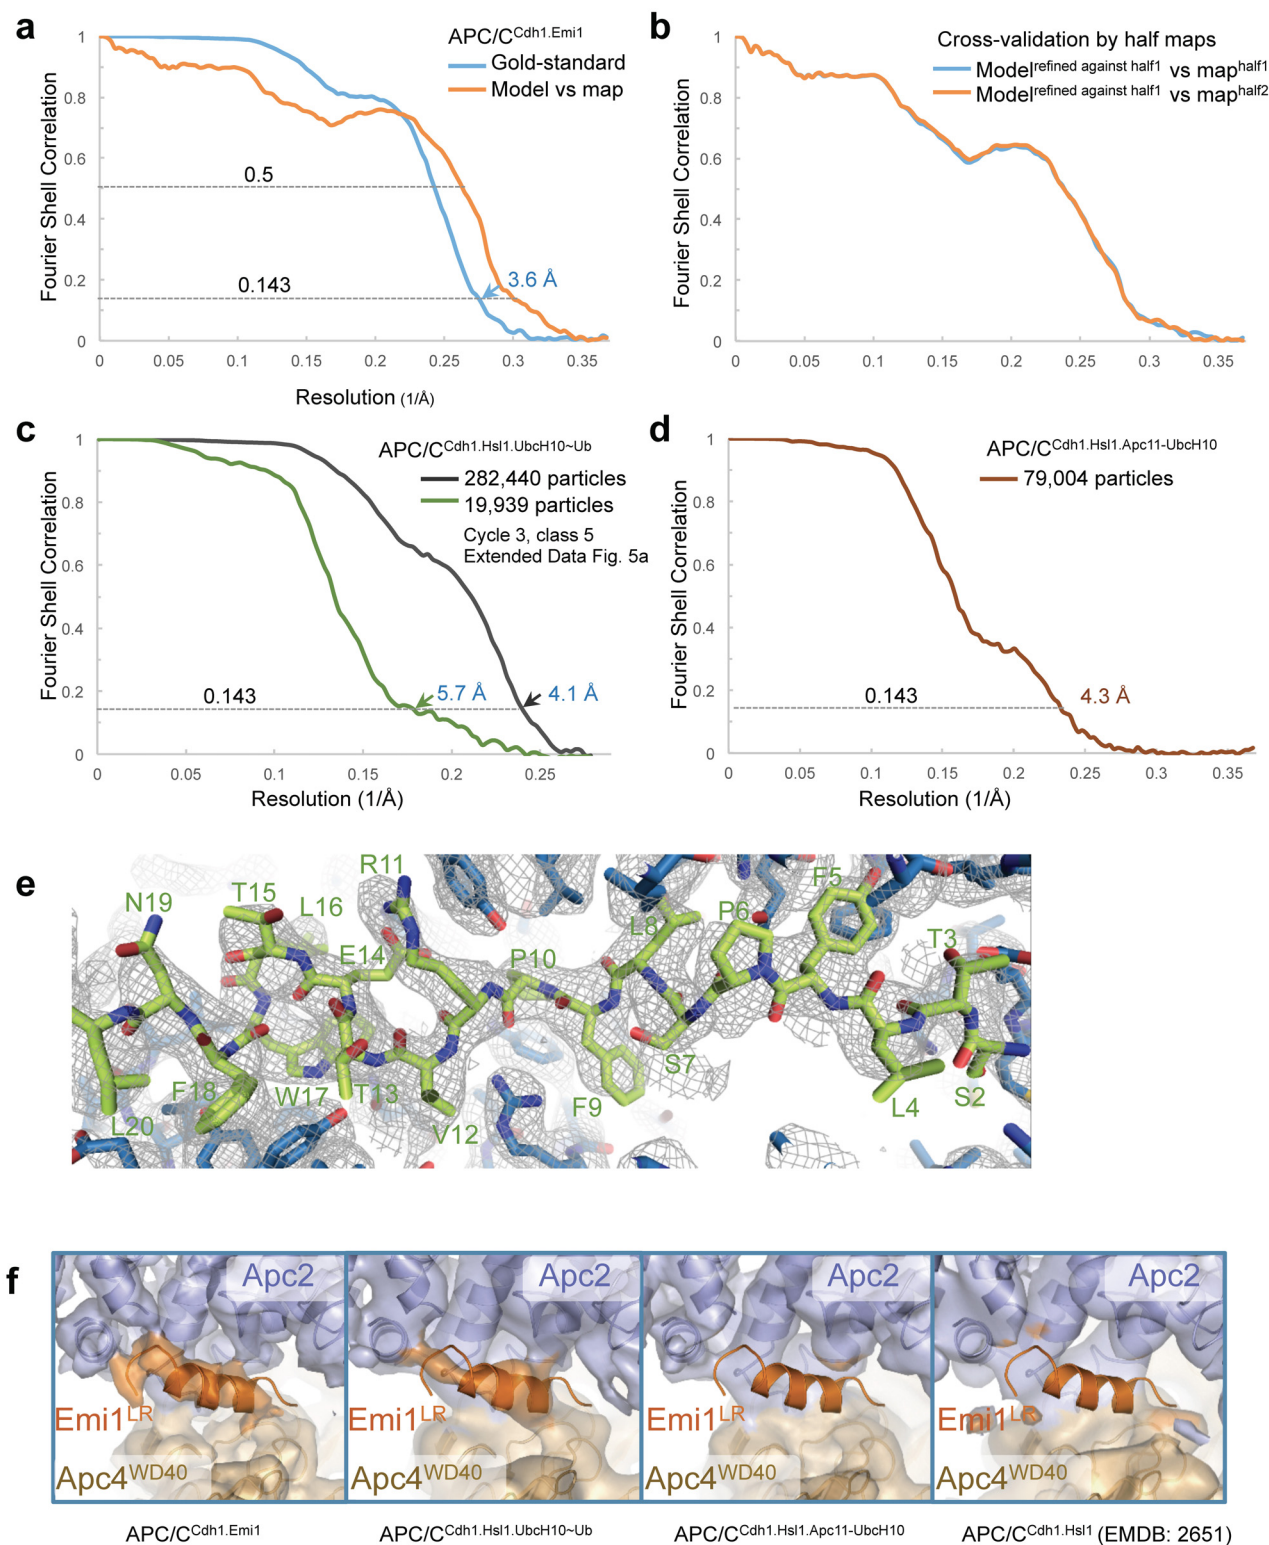 a
APC/C^Cdh1.Emi1
Gold-standard
Model vs map
Fourier Shell Correlation
1
0.8
0.6
0.4
0.2
0
0.5
0.143
3.6 Å
0 0.05 0.1 0.15 0.2 0.25 0.3 0.35
Resolution (1/Å)
b
Cross-validation by half maps
Model^refined against half1 vs map^half1
Model^refined against half1 vs map^half2
Fourier Shell Correlation
1
0.8
0.6
0.4
0.2
0
0 0.05 0.1 0.15 0.2 0.25 0.3 0.35
c
APC/C^Cdh1.Hsl1.UbcH10~Ub
282,440 particles
19,939 particles
Cycle 3, class 5
Extended Data Fig. 5a
Fourier Shell Correlation
1
0.8
0.6
0.4
0.2
0
0.143
5.7 Å
4.1 Å
0 0.05 0.1 0.15 0.2 0.25
Resolution (1/Å)
d
APC/C^Cdh1.Hsl1.Apc11-UbcH10
79,004 particles
Fourier Shell Correlation
1
0.8
0.6
0.4
0.2
0
0.143
4.3 Å
0 0.05 0.1 0.15 0.2 0.25 0.3 0.35
Resolution (1/Å)
e
R11
F5
N19
T15
L16
L8
P6
T3
E14
P10
S7
F18
W17
T13
F9
L4
S2
L20
V12
f
Apc2
Emi1^LR
Apc4^WD40
APC/C^Cdh1.Emi1
Apc2
Emi1^LR
Apc4^WD40
APC/C^Cdh1.Hsl1.UbcH10~Ub
Apc2
Emi1^LR
Apc4^WD40
APC/C^Cdh1.Hsl1.Apc11-UbcH10
Apc2
Emi1^LR
Apc4^WD40
APC/C^Cdh1.Hsl1 (EMDB: 2651)